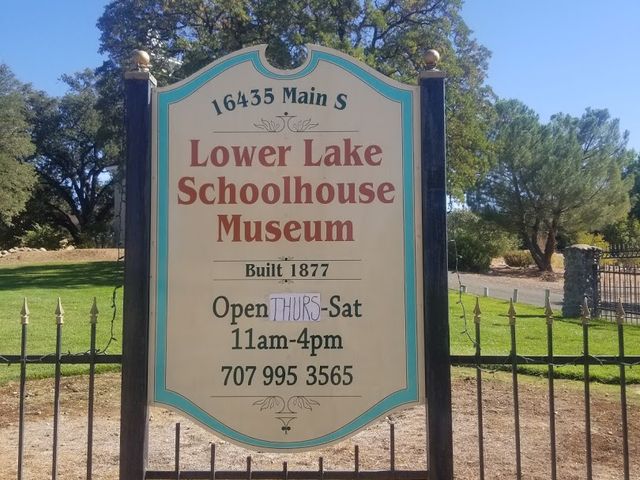 16435 Main S
Lower Lake
Schoolhouse
Museum
Built 1877
Open THURS-Sat
11am-4pm
707 995 3565